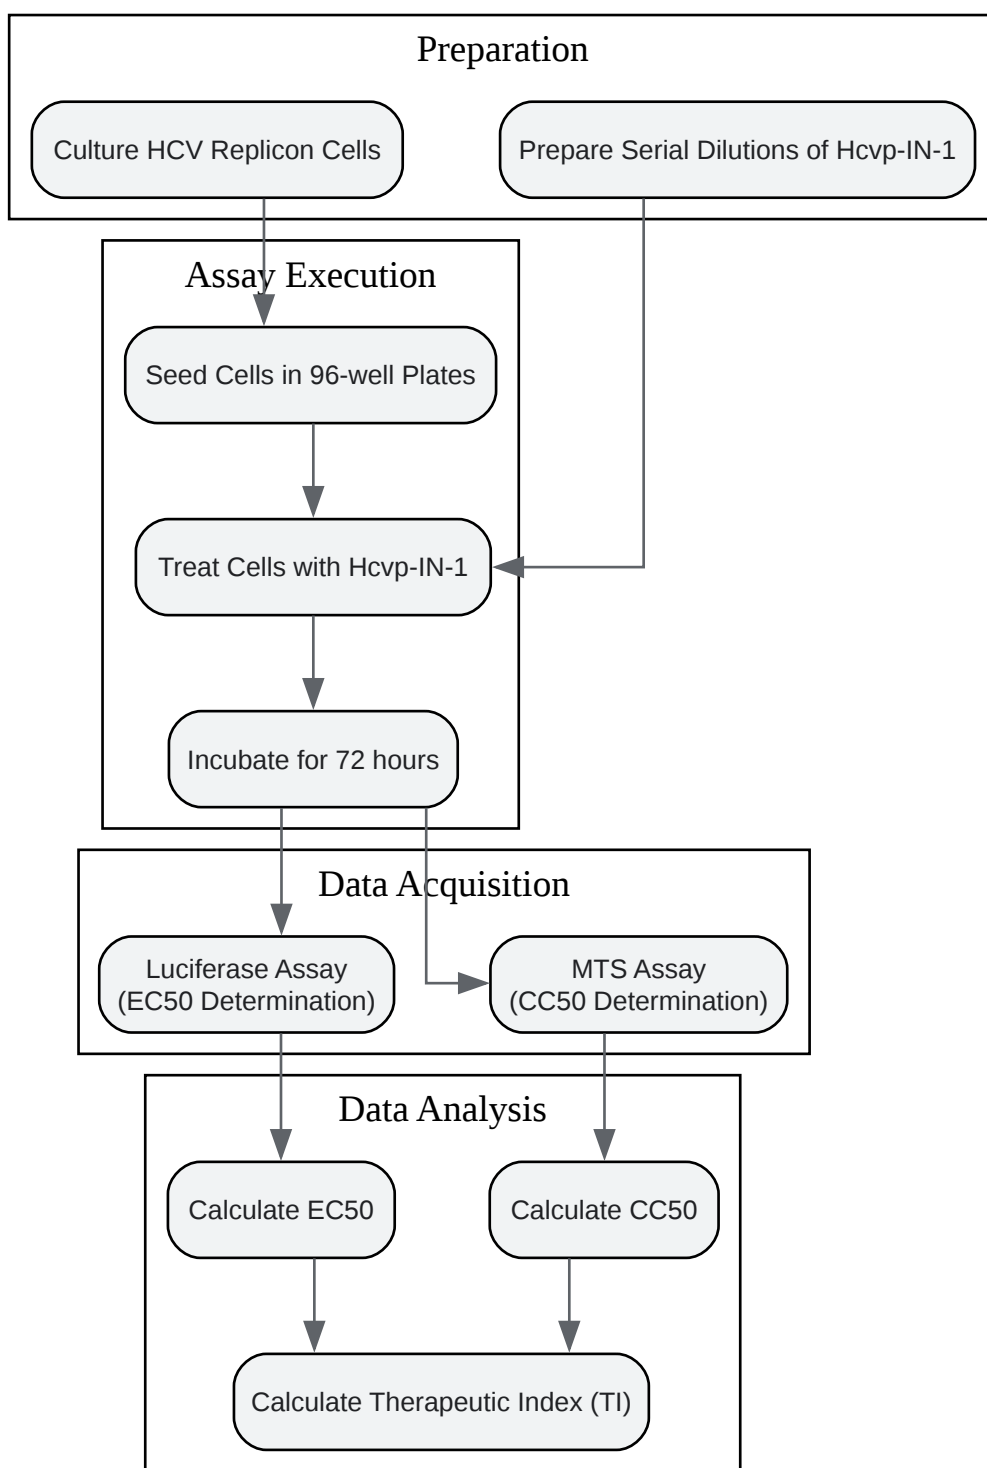 Preparation
Culture HCV Replicon Cells
Prepare Serial Dilutions of Hcvp-IN-1
Assay Execution
Seed Cells in 96-well Plates
Treat Cells with Hcvp-IN-1
Incubate for 72 hours
Data Acquisition
Luciferase Assay
(EC50 Determination)
MTS Assay
(CC50 Determination)
Data Analysis
Calculate EC50
Calculate CC50
Calculate Therapeutic Index (TI)